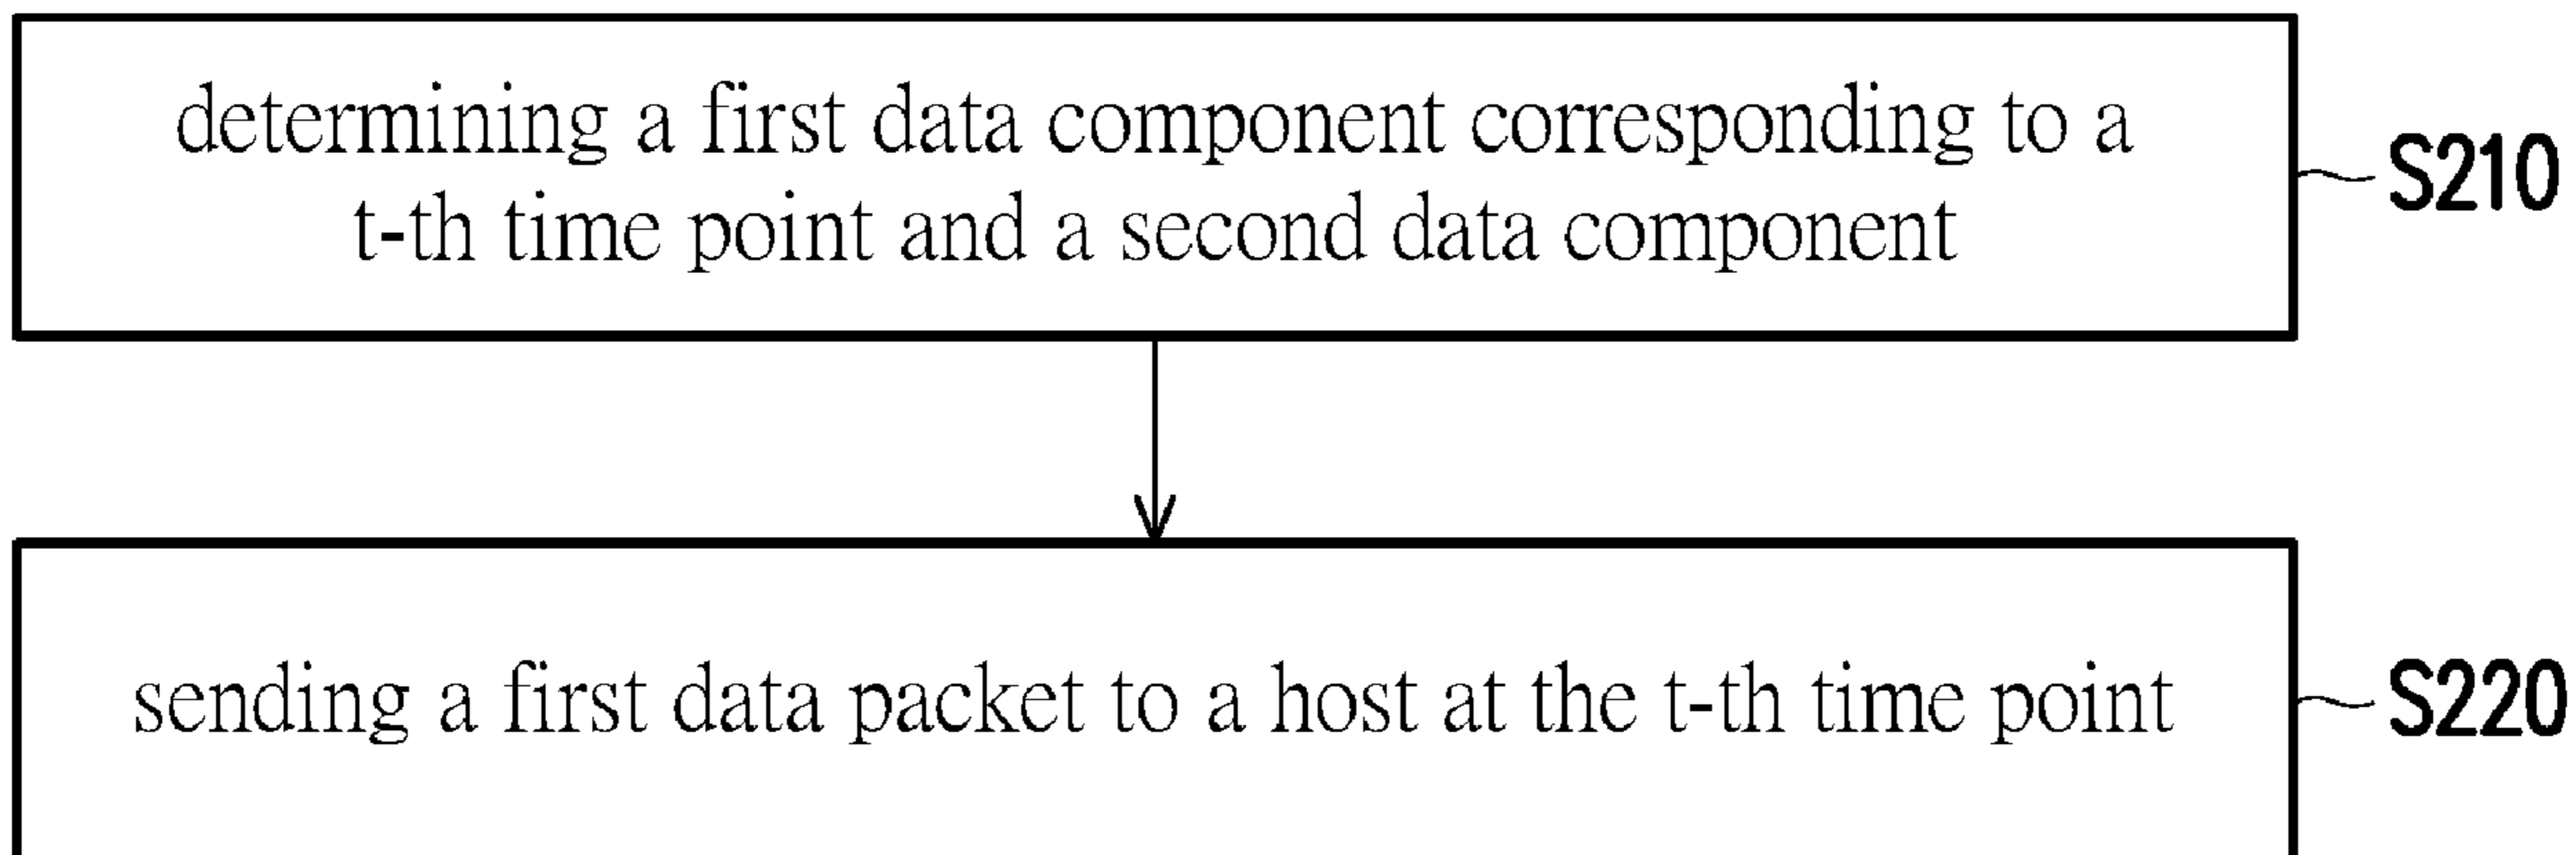 determining a first data component corresponding to a
t-th time point and a second data component
S210
sending a first data packet to a host at the t-th time point
S220